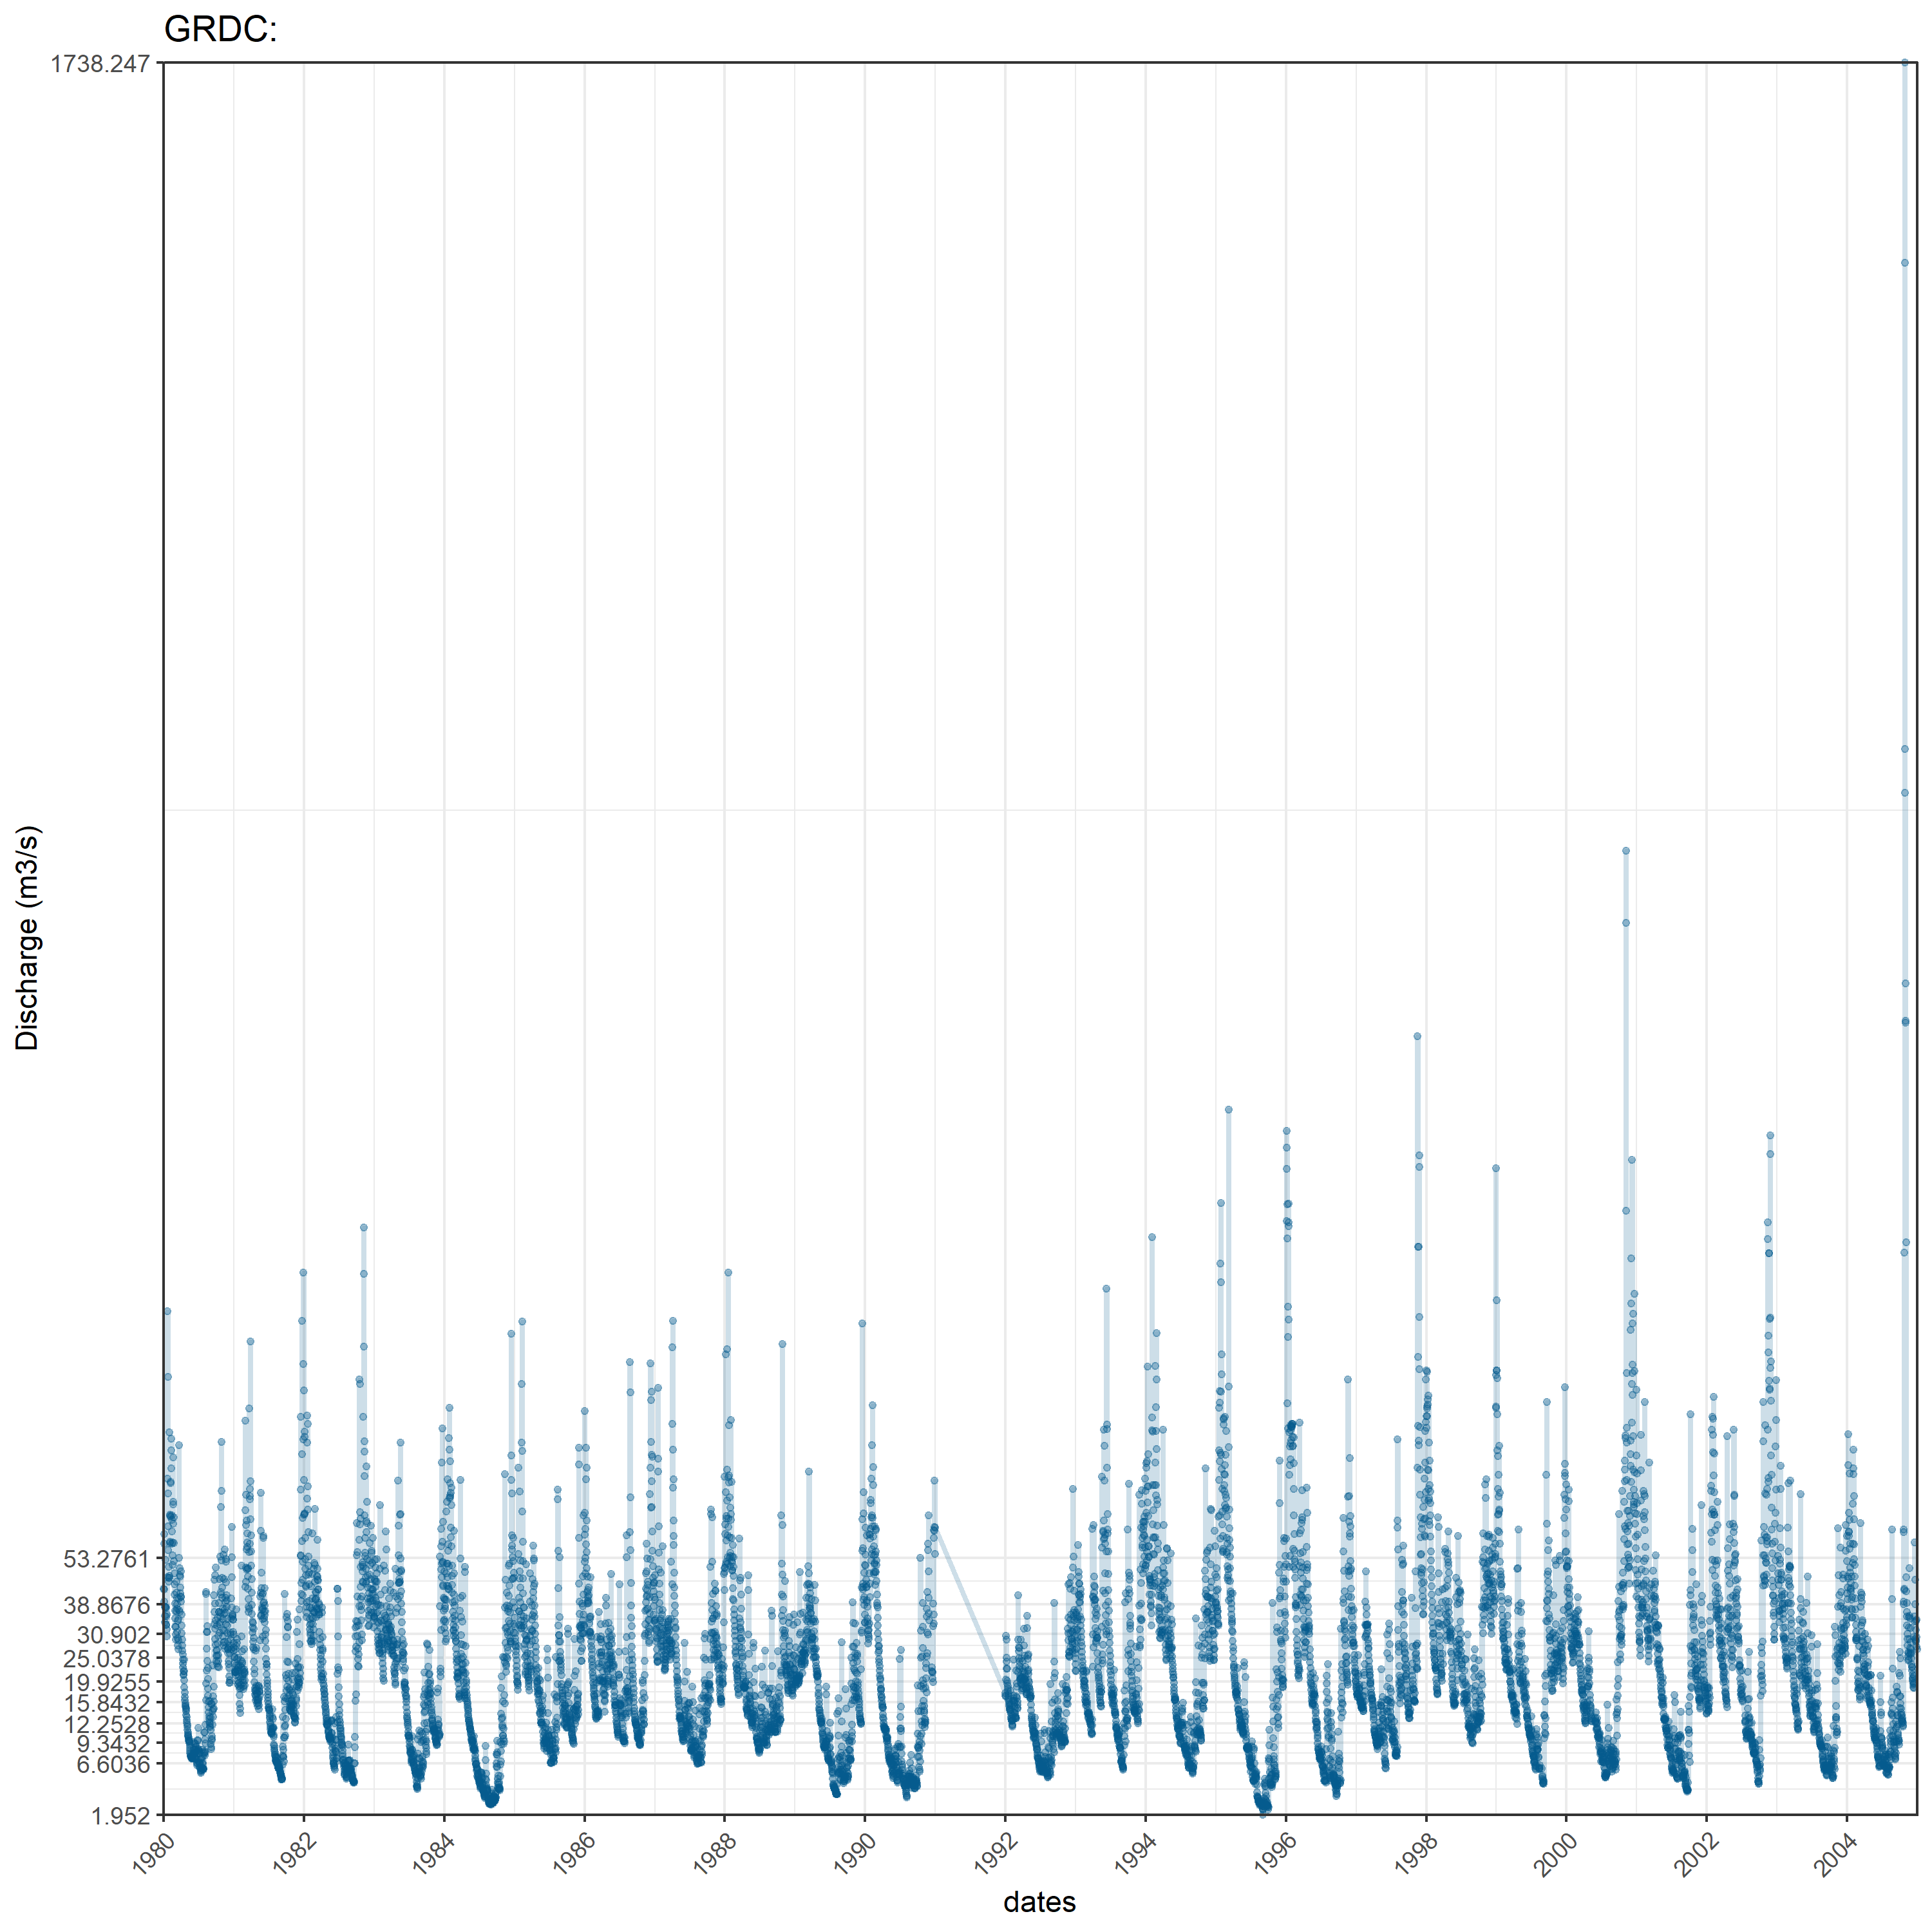 GRDC:
1738.247
53.2761
38.8676
30.902
25.0378
19.9255
15.8432
12.2528
9.3432
6.6036
1.952
Discharge (m3/s)
1980 1982 1984 1986 1988 1990 1992 1994 1996 1998 2000 2002 2004
dates